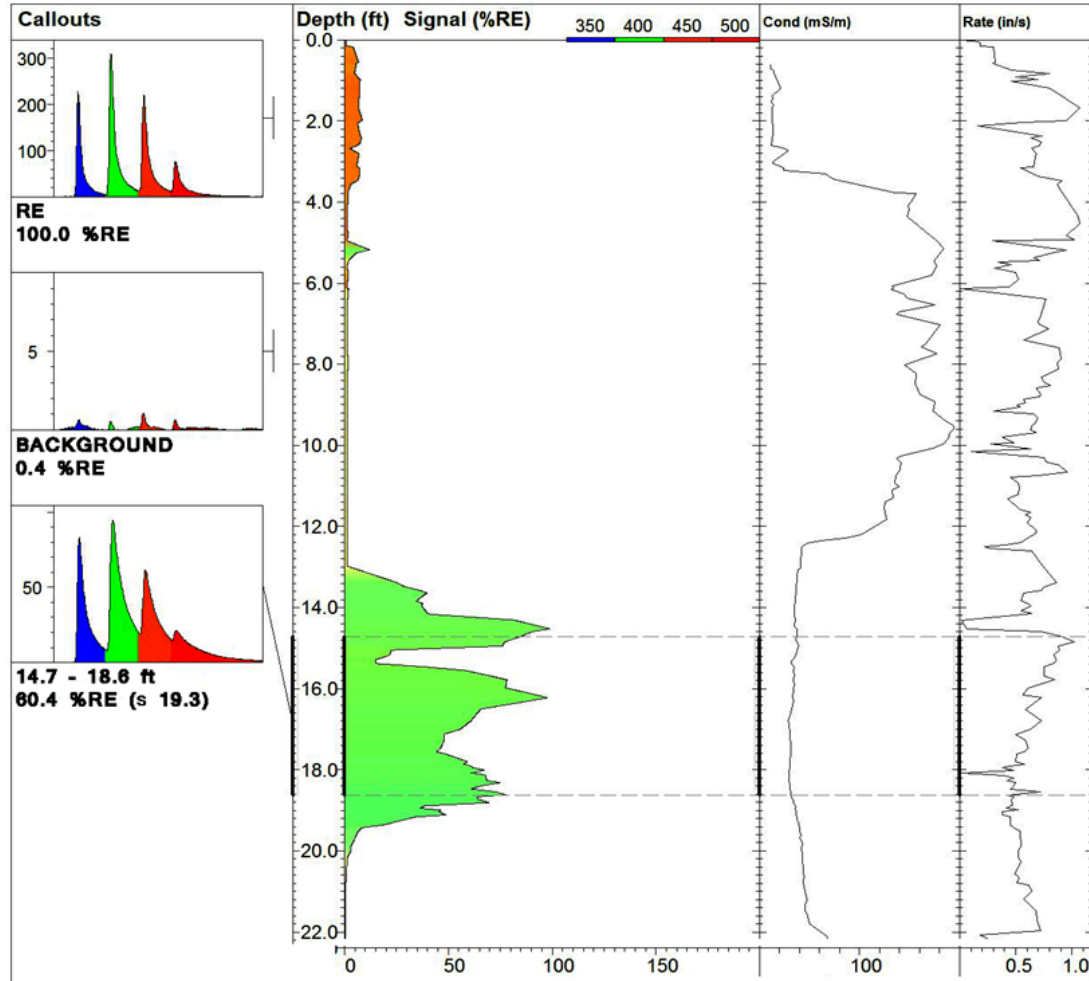 Callouts
Depth (ft) Signal (%RE)
350 400 450 500
Cond (mS/m)
Rate (in/s)
300
200
100
RE
100.0 %RE
5
BACKGROUND
0.4 %RE
50
14.7 - 18.6 ft
60.4 %RE (s 19.3)
0.0
2.0
4.0
6.0
8.0
10.0
12.0
14.0
16.0
18.0
20.0
22.0
0 50 100 150
100
0.5 1.0